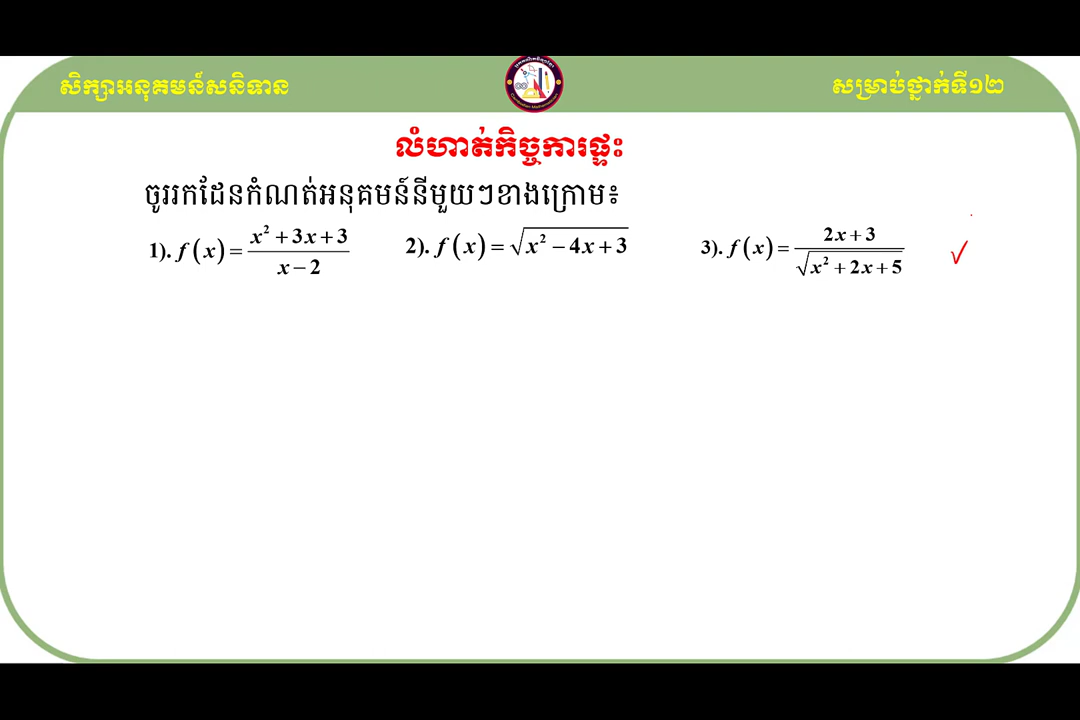 សិក្សាអនុគមន៍សនិទាន
សម្រាប់ថ្នាក់ទី១២
លំហាត់កិច្ចការផ្ទះ
ចូររកដែនកំណត់អនុគមន៍នីមួយៗខាងក្រោម៖
1). f(x) = (x² + 3x + 3)/(x − 2) 2). f(x) = √(x² − 4x + 3) 3). f(x) = (2x + 3)/√(x² + 2x + 5) ✓